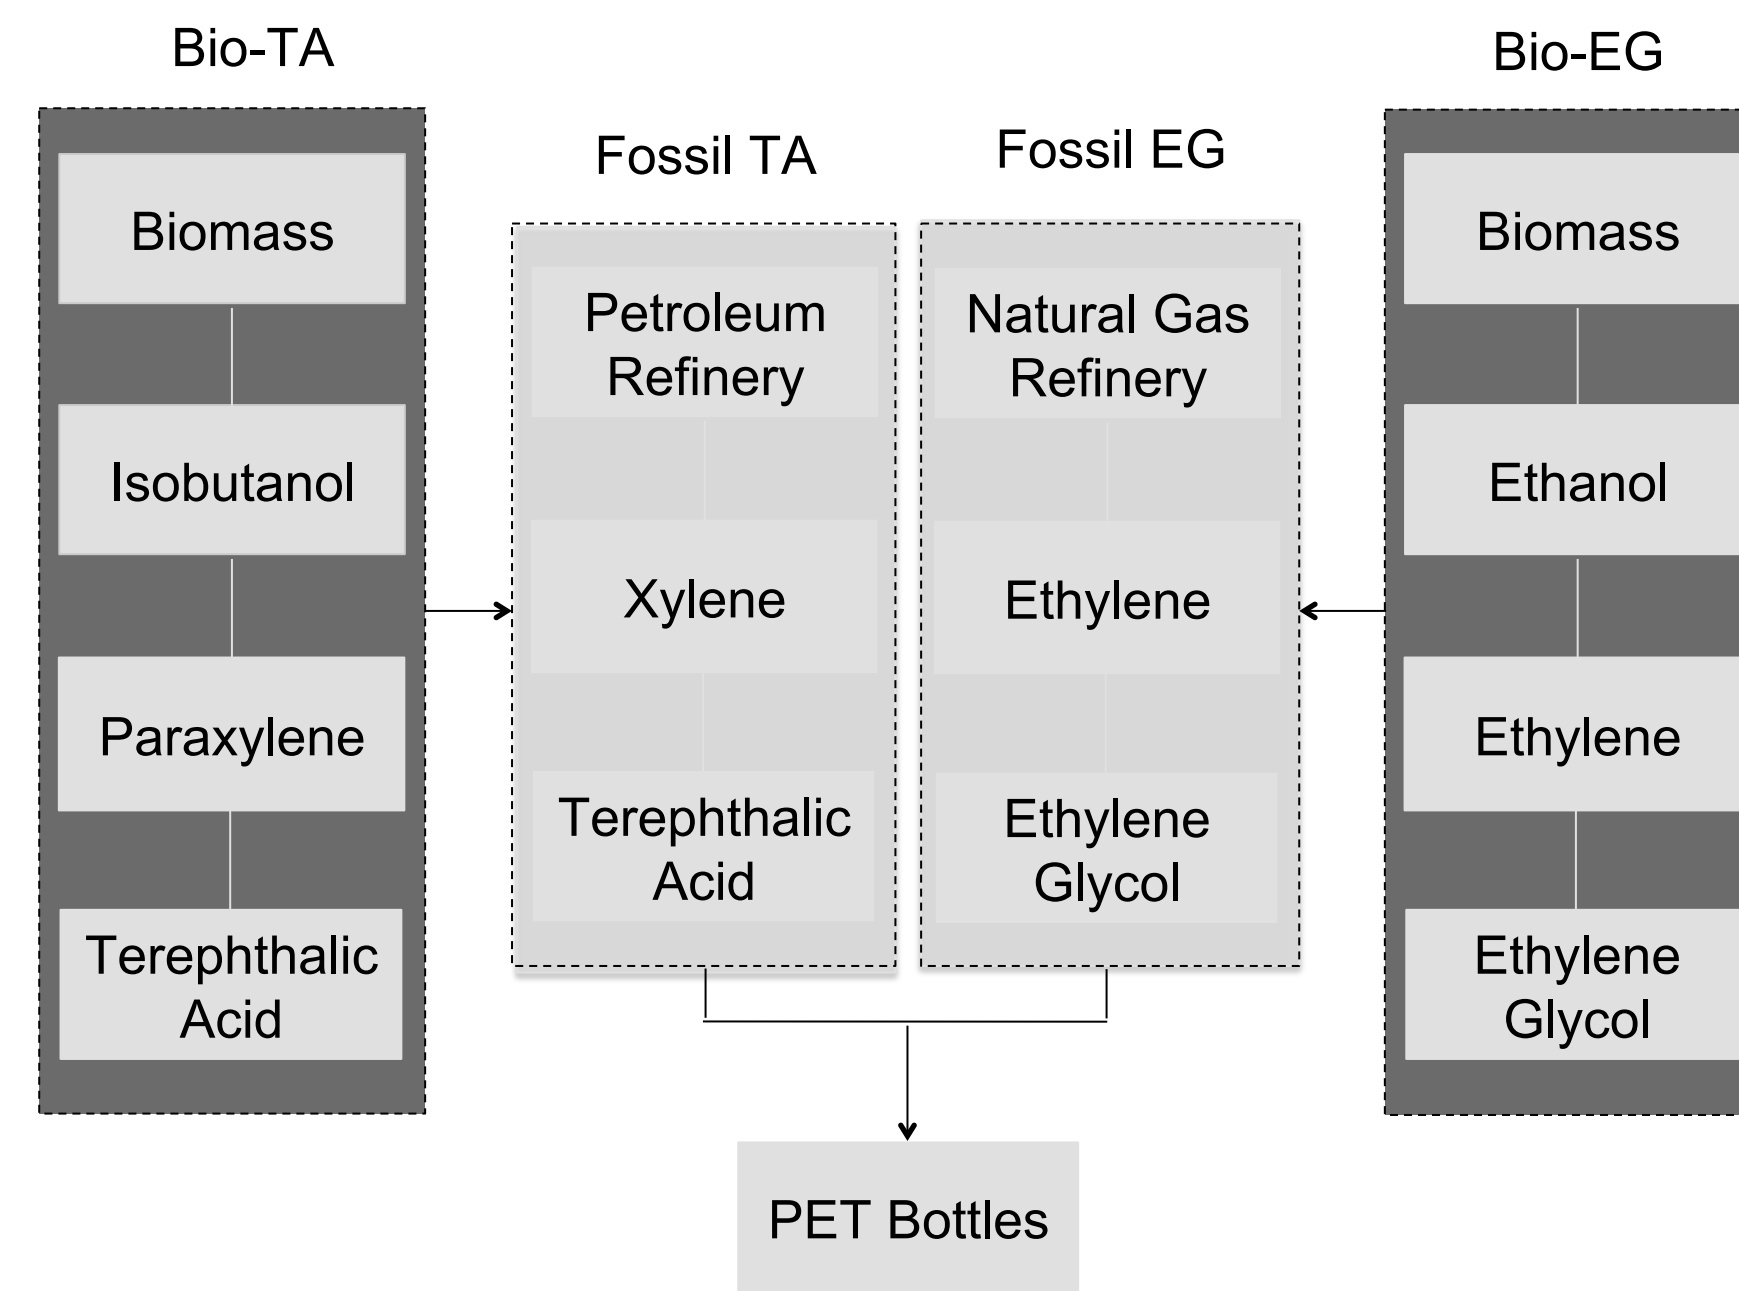 Bio-TA
Biomass
Isobutanol
Paraxylene
Terephthalic
Acid
Fossil TA
Petroleum
Refinery
Xylene
Terephthalic
Acid
Fossil EG
Natural Gas
Refinery
Ethylene
Ethylene
Glycol
Bio-EG
Biomass
Ethanol
Ethylene
Ethylene
Glycol
PET Bottles